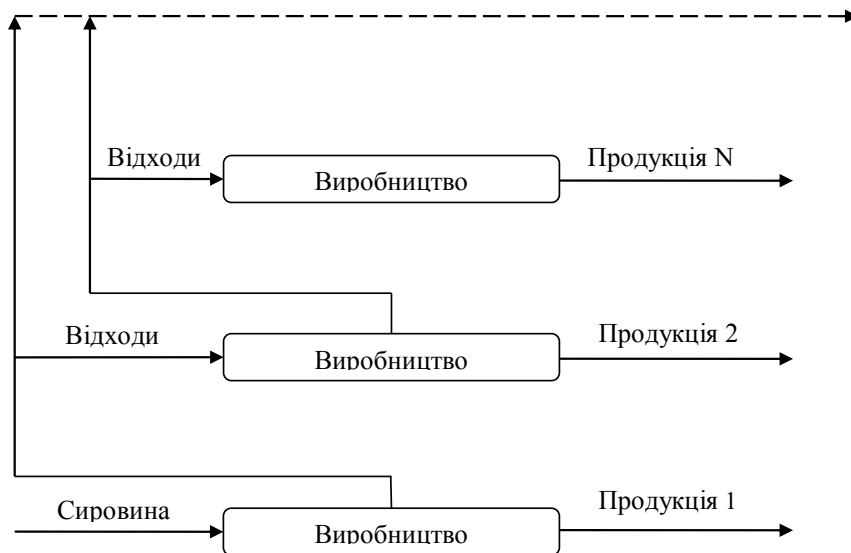 Відходи
Виробництво
Продукція N
Відходи
Виробництво
Продукція 2
Сировина
Виробництво
Продукція 1